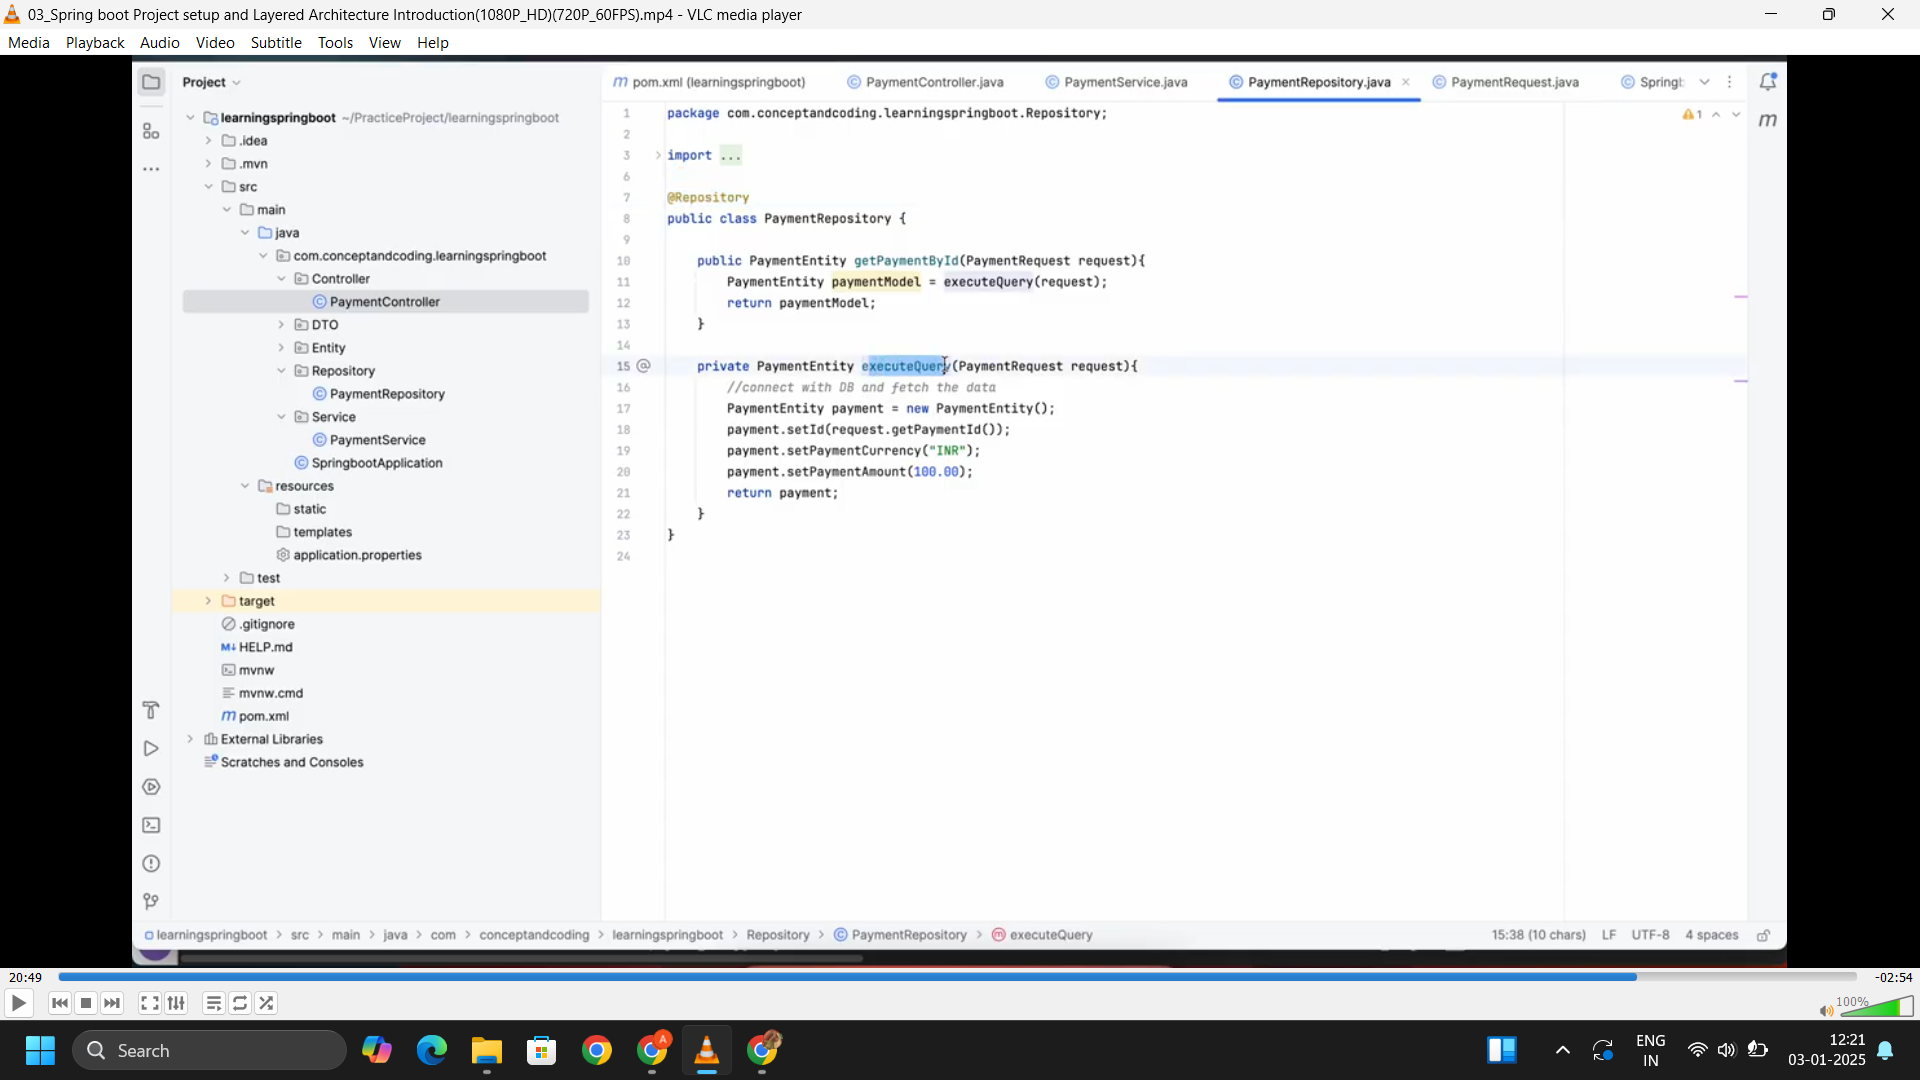 03_Spring boot Project setup and Layered Architecture Introduction(1080P_HD)(720P_60FPS).mp4 - VLC media player
Media Playback Audio Video Subtitle Tools View Help
Project
pom.xml (learningspringboot) PaymentController.java PaymentService.java PaymentRepository.java PaymentRequest.java Springb
learningspringboot ~/PracticeProject/learningspringboot
.idea
.mvn
src
main
java
com.conceptandcoding.learningspringboot
Controller
PaymentController
DTO
Entity
Repository
PaymentRepository
Service
PaymentService
SpringbootApplication
resources
static
templates
application.properties
test
target
.gitignore
HELP.md
mvnw
mvnw.cmd
pom.xml
External Libraries
Scratches and Consoles
1 package com.conceptandcoding.learningspringboot.Repository;
2
3 import ...
6
7 @Repository
8 public class PaymentRepository {
9
10 public PaymentEntity getPaymentById(PaymentRequest request){
11 PaymentEntity paymentModel = executeQuery(request);
12 return paymentModel;
13 }
14
15 private PaymentEntity executeQuery(PaymentRequest request){
16 //connect with DB and fetch the data
17 PaymentEntity payment = new PaymentEntity();
18 payment.setId(request.getPaymentId());
19 payment.setPaymentCurrency("INR");
20 payment.setPaymentAmount(100.00);
21 return payment;
22 }
23 }
24
1
learningspringboot > src > main > java > com > conceptandcoding > learningspringboot > Repository > PaymentRepository > executeQuery
15:38 (10 chars) LF UTF-8 4 spaces
20:49 -02:54
100%
Search
ENG
IN
12:21
03-01-2025